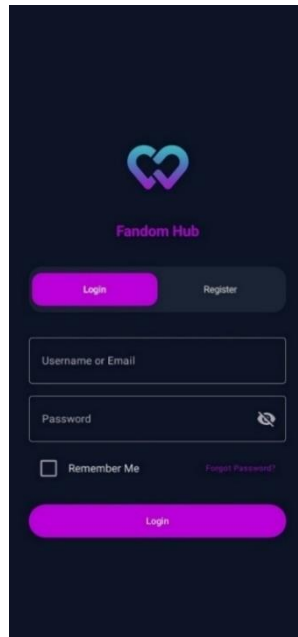 Fandom Hub
Login Register
Username or Email
Password
Remember Me Forgot Password?
Login